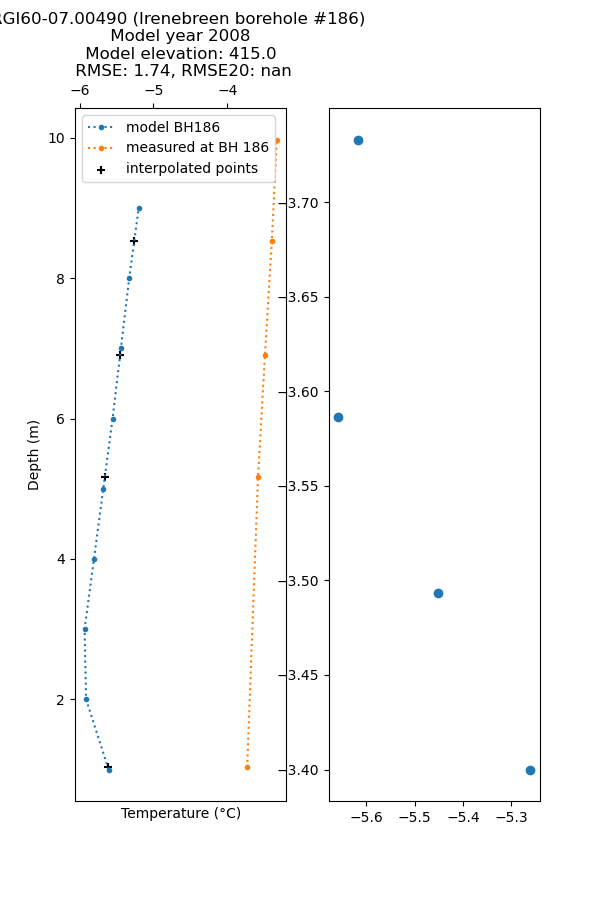 RGI60-07.00490 (Irenebreen borehole #186)
Model year 2008
Model elevation: 415.0
RMSE: 1.74, RMSE20: nan
−6 −5 −4
model BH186
measured at BH 186
interpolated points
10
8
6
4
2
Depth (m)
Temperature (°C)
−3.70
−3.65
−3.60
−3.55
−3.50
−3.45
−3.40
−5.6 −5.5 −5.4 −5.3